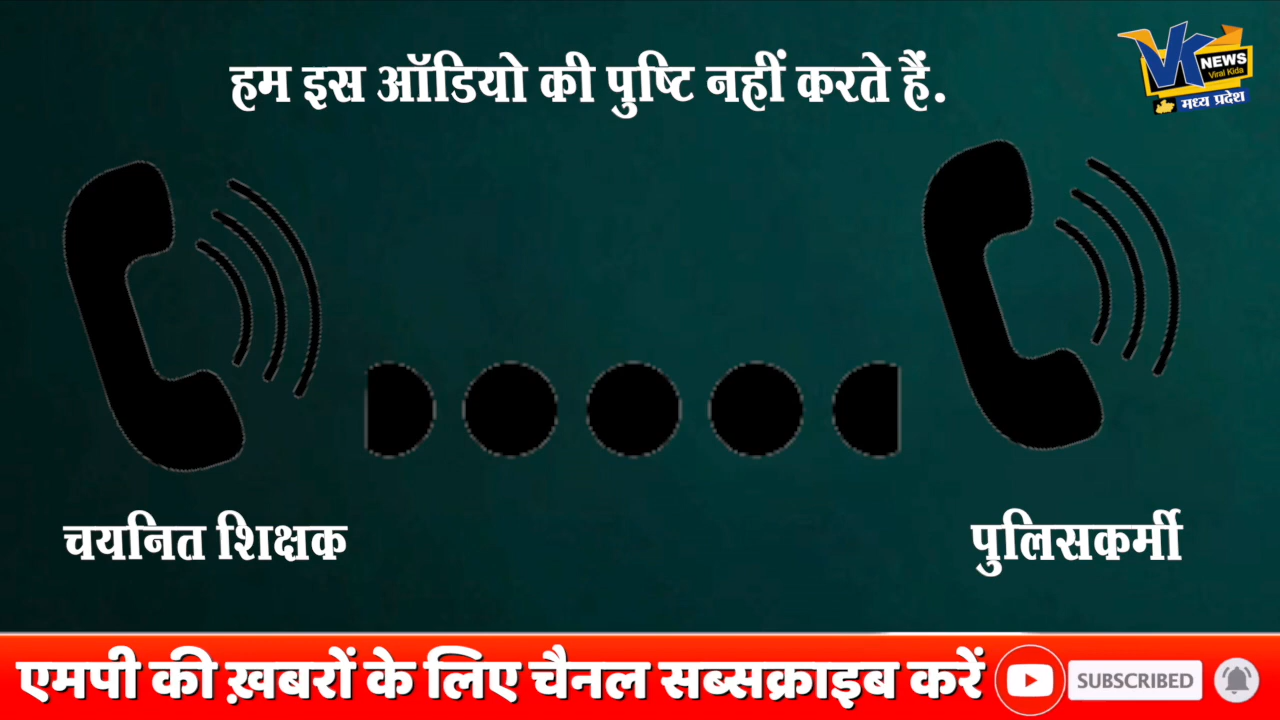 हम इस ऑडियो की पुष्टि नहीं करते हैं.
VK NEWS
Viral Kida
मध्य प्रदेश
चयनित शिक्षक
पुलिसकर्मी
एमपी की ख़बरों के लिए चैनल सब्सक्राइब करें SUBSCRIBED